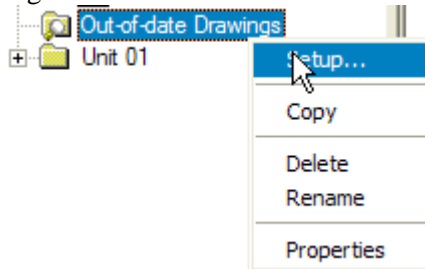 Out-of-date Drawings
Unit 01
Setup...
Copy
Delete
Rename
Properties